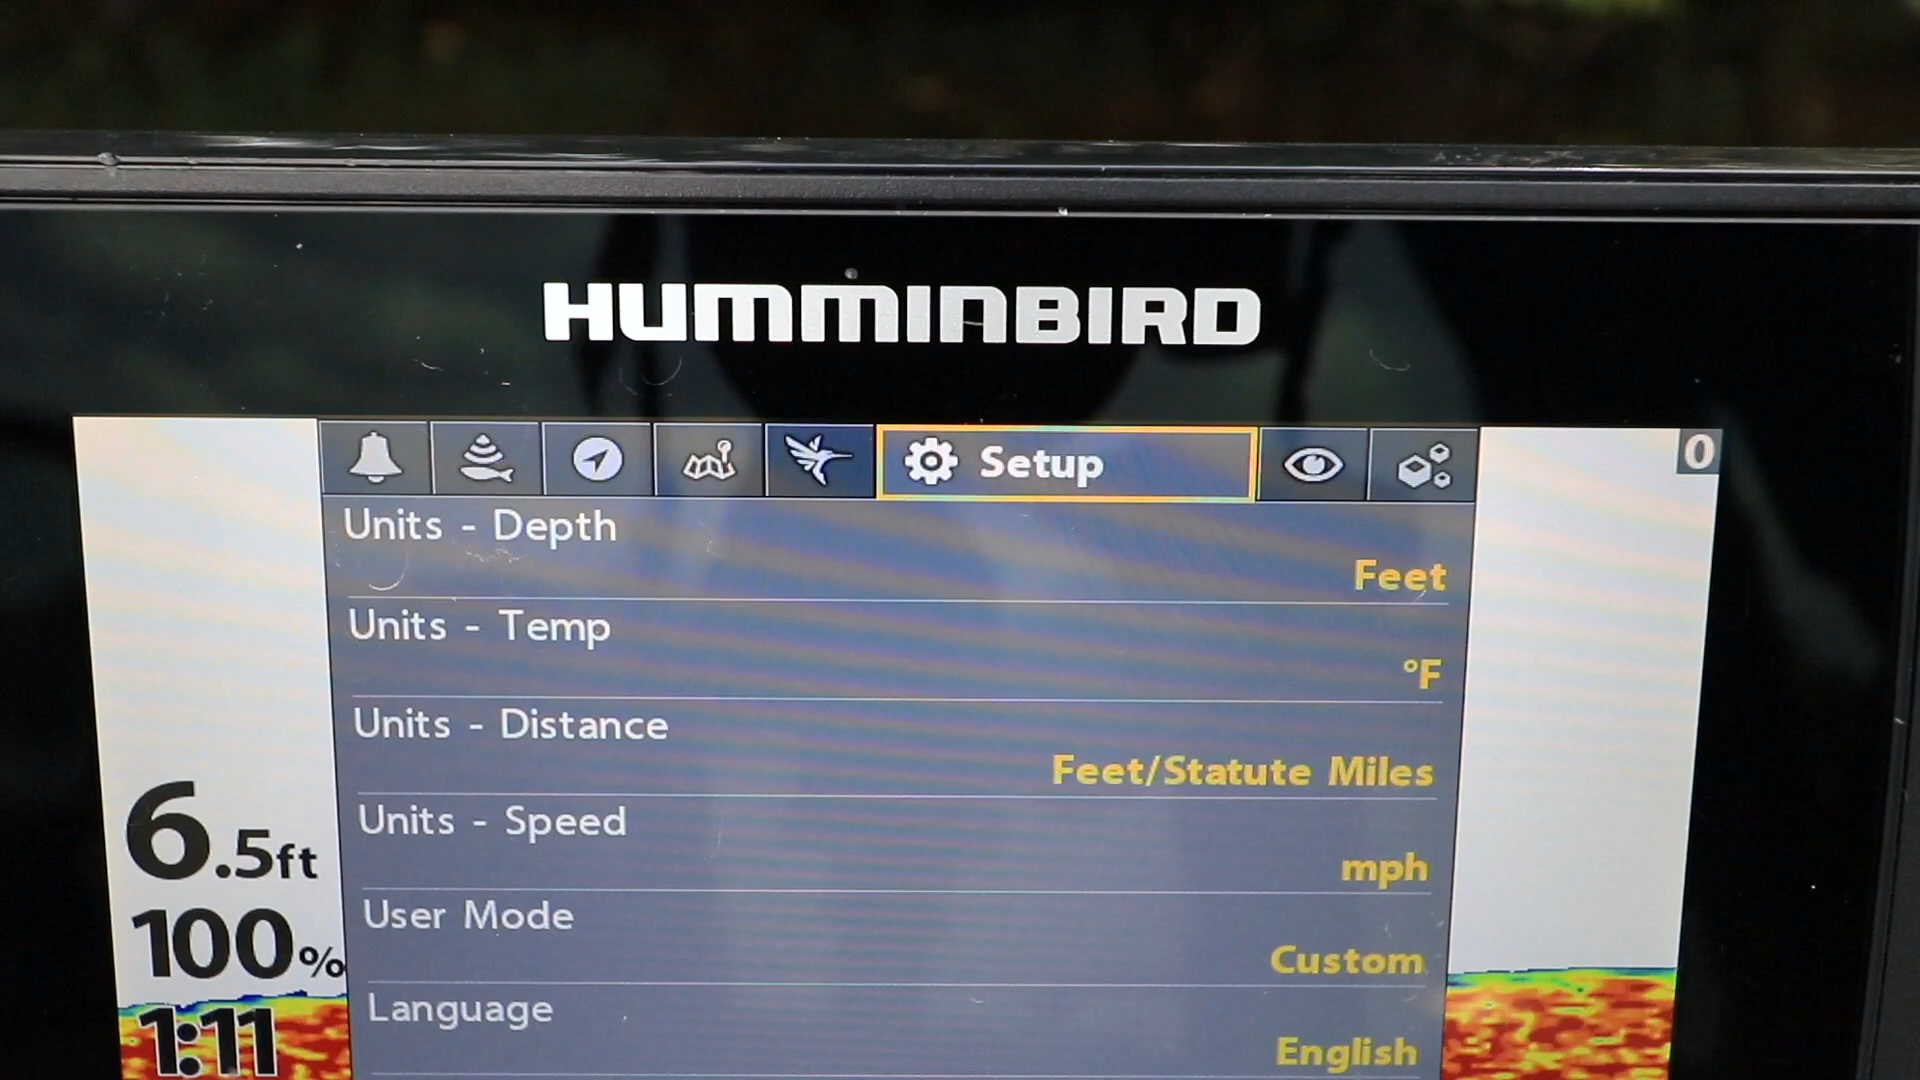 HUMMINBIRD
Setup
0
Units - Depth
Feet
Units - Temp
°F
Units - Distance
Feet/Statute Miles
Units - Speed
mph
User Mode
Custom
Language
English
6.5ft
100%
1:11